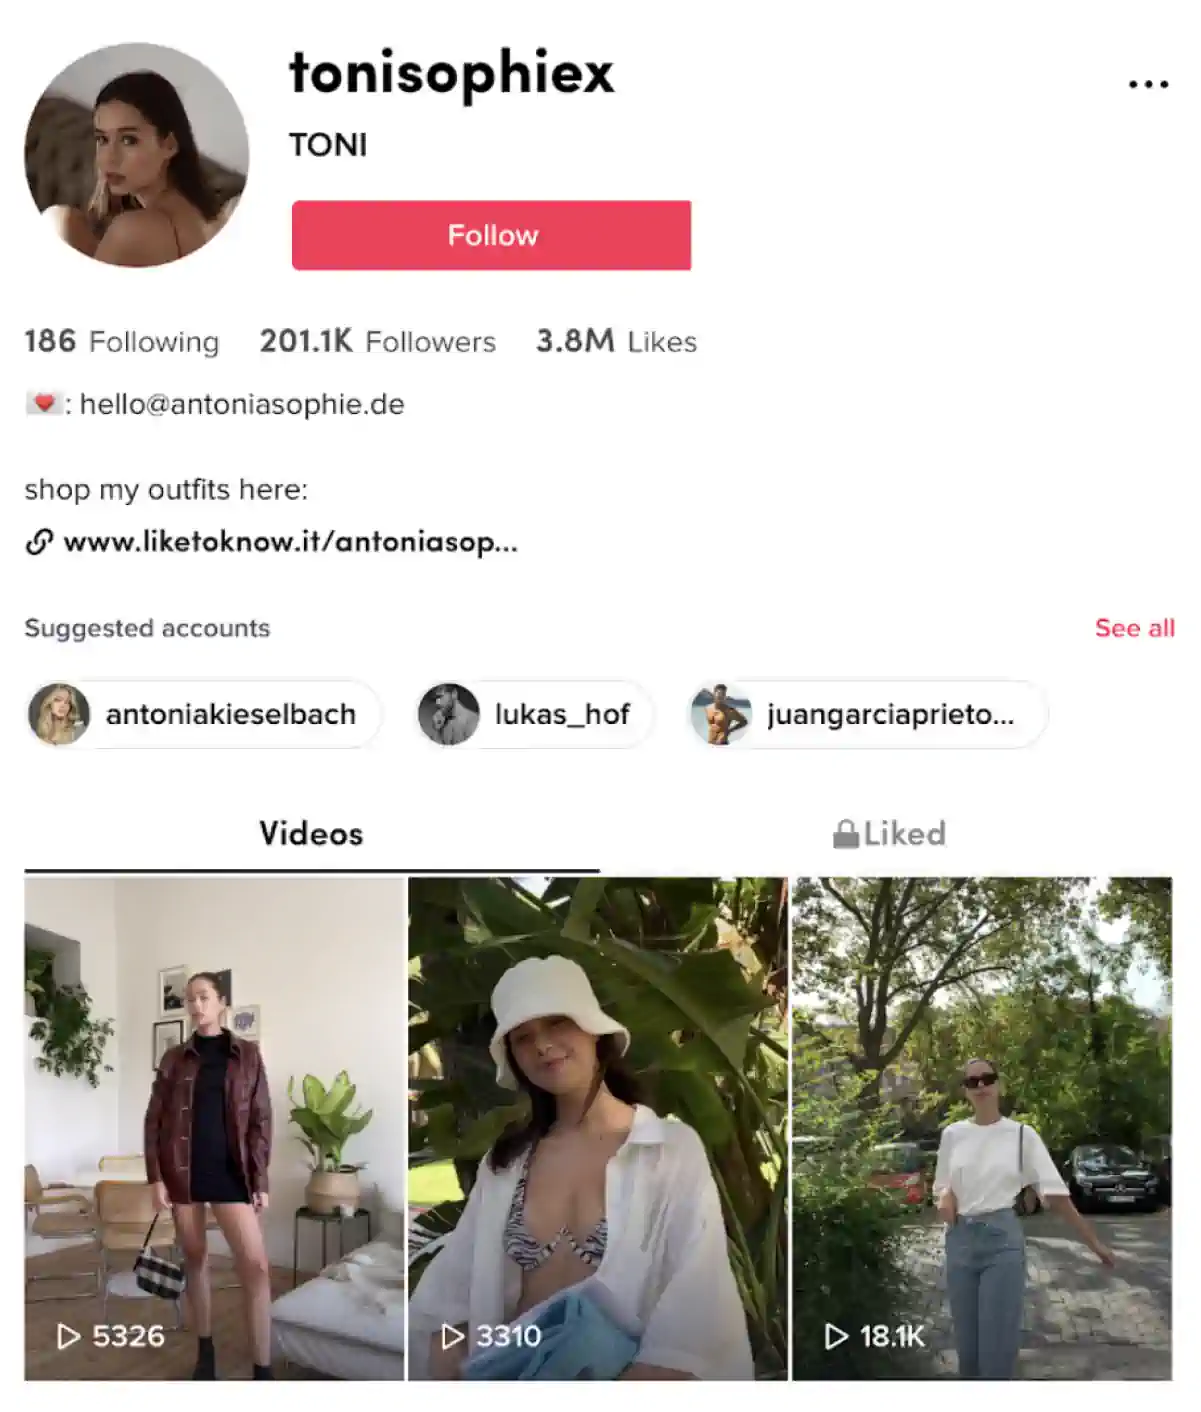 tonisophiex
...
TONI
Follow
186 Following 201.1K Followers 3.8M Likes
💌: hello@antoniasophie.de
shop my outfits here:
www.liketoknow.it/antoniasop...
Suggested accounts See all
antoniakieselbach lukas_hof juangarciaprieto...
Videos Liked
5326 3310 18.1K